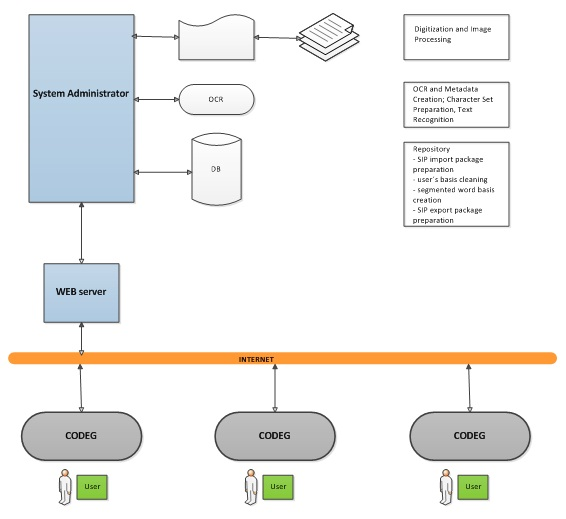 System Administrator
Digitization and Image
Processing
OCR
OCR and Metadata
Creation; Character Set
Preparation, Text
Recognition
DB
Repository
- SIP import package
preparation
- user`s basis cleaning
- segmented word basis
creation
- SIP export package
preparation
WEB server
INTERNET
CODEG
CODEG
CODEG
User
User
User